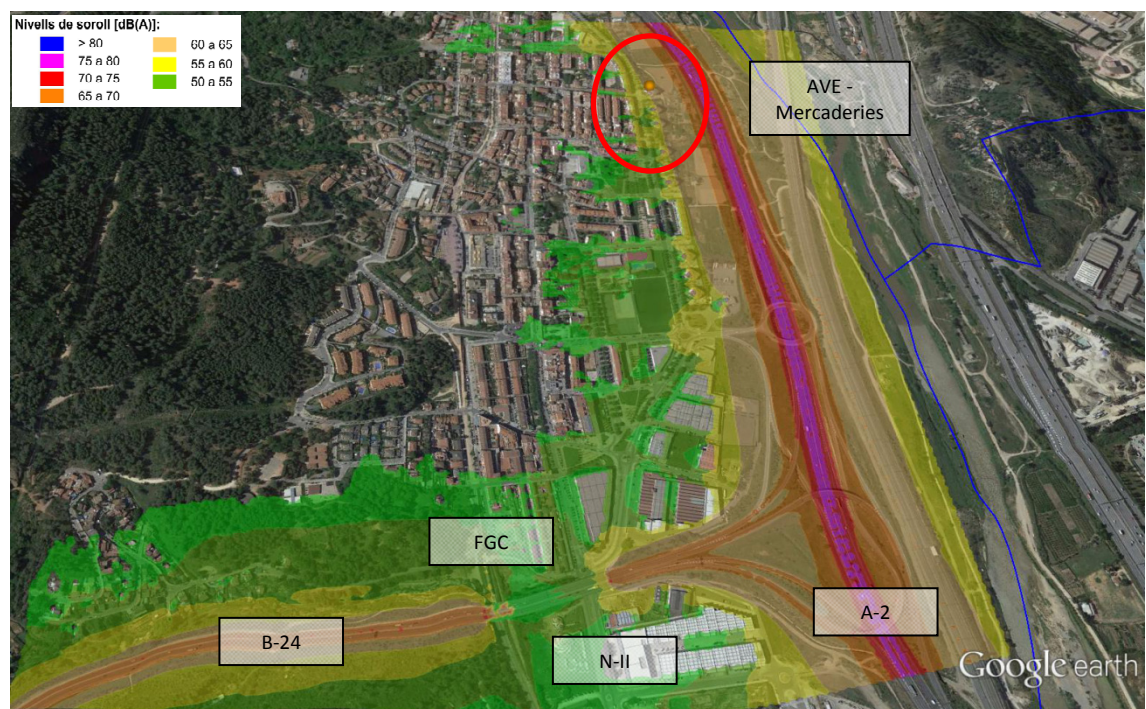 Nivells de soroll [dB(A)]:
> 80
75 a 80
70 a 75
65 a 70
60 a 65
55 a 60
50 a 55
AVE -
Mercaderies
FGC
B-24
N-II
A-2
Google earth